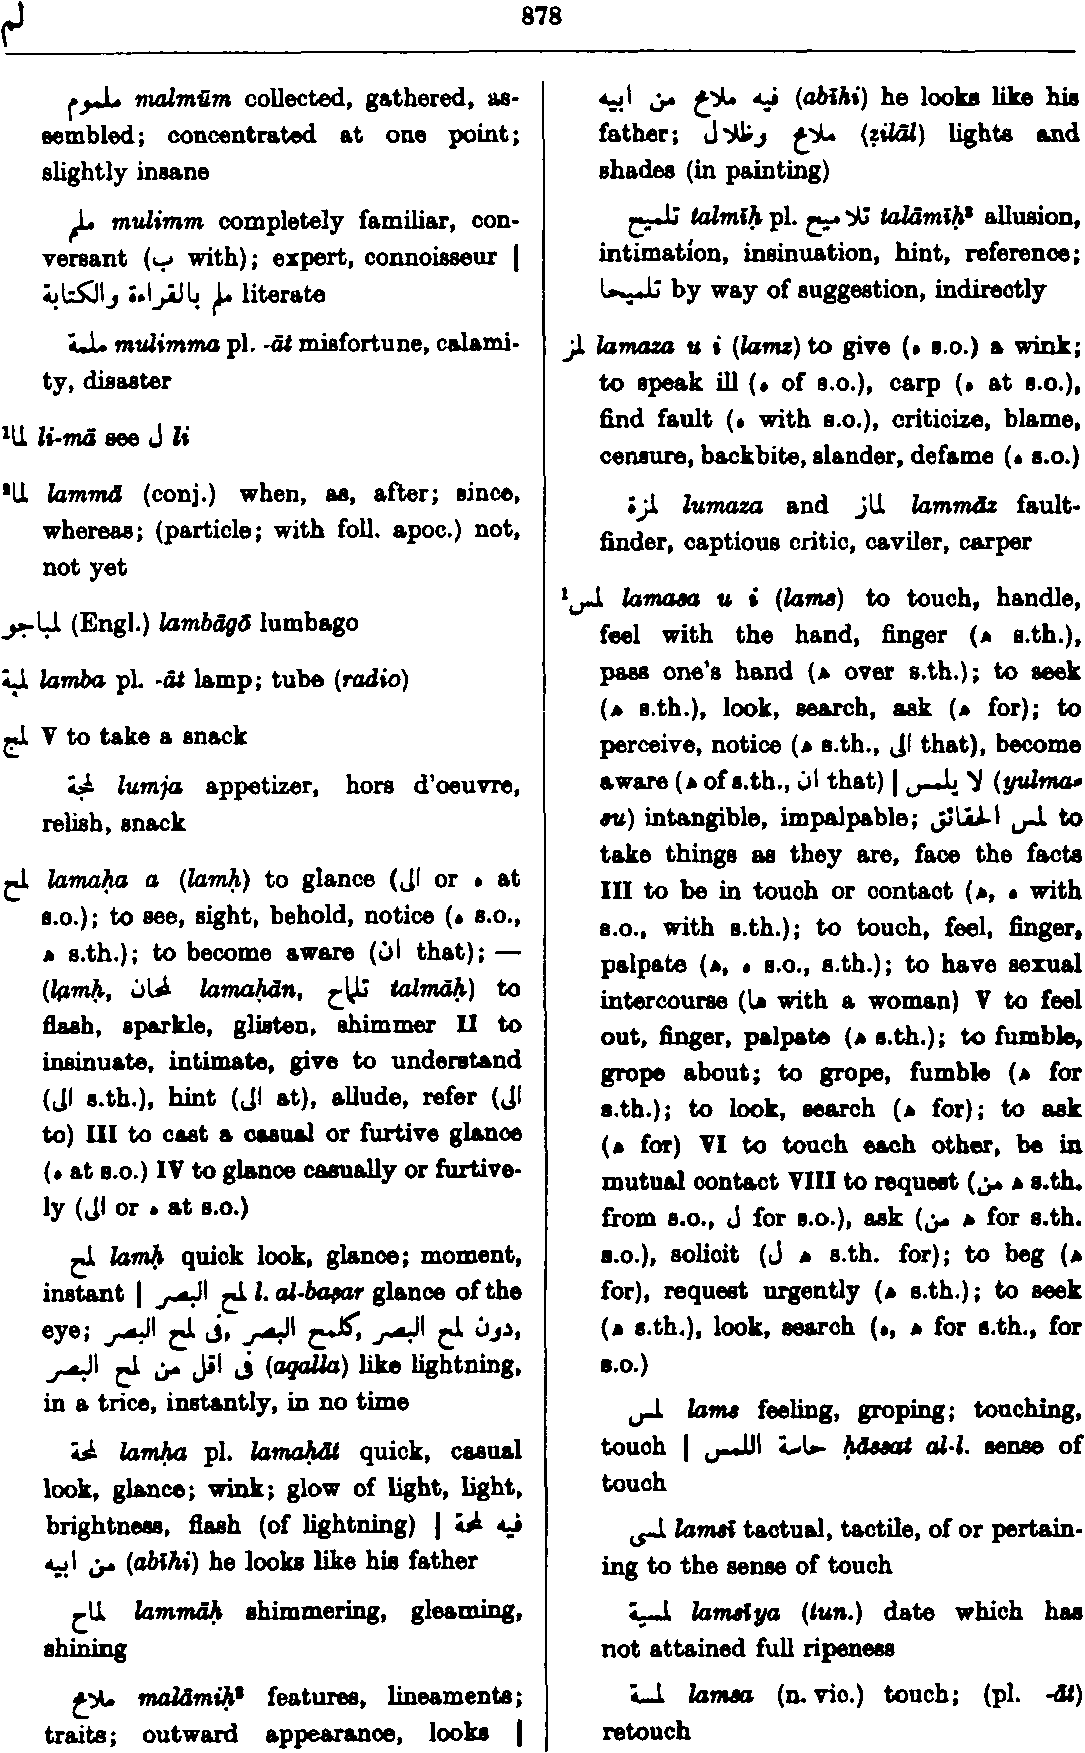 لم
878
ملموم malmūm collected, gathered, as-
sembled; concentrated at one point;
slightly insane
ملم mulimm completely familiar, con-
versant (ب with); expert, connoisseur |
ملم بالقراءة والكتابة literate
ملمة mulimma pl. -āt misfortune, calami-
ty, disaster
¹لما li-mā see ل li
²لما lammā (conj.) when, as, after; since,
whereas; (particle; with foll. apoc.) not,
not yet
لمباجو (Engl.) lambāgō lumbago
لمبة lamba pl. -āt lamp; tube (radio)
لمج V to take a snack
لمجة lumja appetizer, hors d'oeuvre,
relish, snack
لمح lamaḥa a (lamḥ) to glance (الى or ه at
s.o.); to see, sight, behold, notice (ه s.o.,
ھ s.th.); to become aware (ان that); —
(lamḥ, لمحان lamaḥān, تلماح talmāḥ) to
flash, sparkle, glisten, shimmer II to
insinuate, intimate, give to understand
(الى s.th.), hint (الى at), allude, refer (الى
to) III to cast a casual or furtive glance
(ه at s.o.) IV to glance casually or furtive-
ly (الى or ه at s.o.)
لمح lamḥ quick look, glance; moment,
instant | لمح البصر l. al-baṣar glance of the
eye; دون لمح البصر, كلمح البصر, فى لمح البصر,
فى اقل من لمح البصر (aqalla) like lightning,
in a trice, instantly, in no time
لمحة lamḥa pl. lamaḥāt quick, casual
look, glance; wink; glow of light, light,
brightness, flash (of lightning) | فيه لمحة
من ابيه (abīhi) he looks like his father
لماح lammāḥ shimmering, gleaming,
shining
ملامح malāmiḥ² features, lineaments;
traits; outward appearance, looks |
فيه ملامح من ابيه (abīhi) he looks like his
father; ملامح وظلال (ẓilāl) lights and
shades (in painting)
تلميح talmīḥ pl. تلاميح talāmīḥ² allusion,
intimation, insinuation, hint, reference;
تلميحا by way of suggestion, indirectly
لمز lamaza u i (lamz) to give (ه s.o.) a wink;
to speak ill (ه of s.o.), carp (ه at s.o.),
find fault (ه with s.o.), criticize, blame,
censure, backbite, slander, defame (ه s.o.)
لمزة lumaza and لماز lammāz fault-
finder, captious critic, caviler, carper
¹لمس lamasa u i (lams) to touch, handle,
feel with the hand, finger (ھ s.th.),
pass one's hand (ھ over s.th.); to seek
(ھ s.th.), look, search, ask (ھ for); to
perceive, notice (ھ s.th., الى that), become
aware (ھ of s.th., ان that) | لا يلمس (yulma-
su) intangible, impalpable; لمس الحقائق to
take things as they are, face the facts
III to be in touch or contact (ھ, ه with
s.o., with s.th.); to touch, feel, finger,
palpate (ھ, ه s.o., s.th.); to have sexual
intercourse (ها with a woman) V to feel
out, finger, palpate (ھ s.th.); to fumble,
grope about; to grope, fumble (ھ for
s.th.); to look, search (ھ for); to ask
(ھ for) VI to touch each other, be in
mutual contact VIII to request (ھ من s.th.
from s.o., ل for s.o.), ask (ھ من for s.th.
s.o.), solicit (ھ ل s.th. for); to beg (ھ
for), request urgently (ھ s.th.); to seek
(ھ s.th.), look, search (ه, ھ for s.th., for
s.o.)
لمس lams feeling, groping; touching,
touch | حاسة اللمس ḥāssat al-l. sense of
touch
لمسى lamsī tactual, tactile, of or pertain-
ing to the sense of touch
لمسية lamsīya (tun.) date which has
not attained full ripeness
لمسة lamsa (n. vic.) touch; (pl. -āt)
retouch